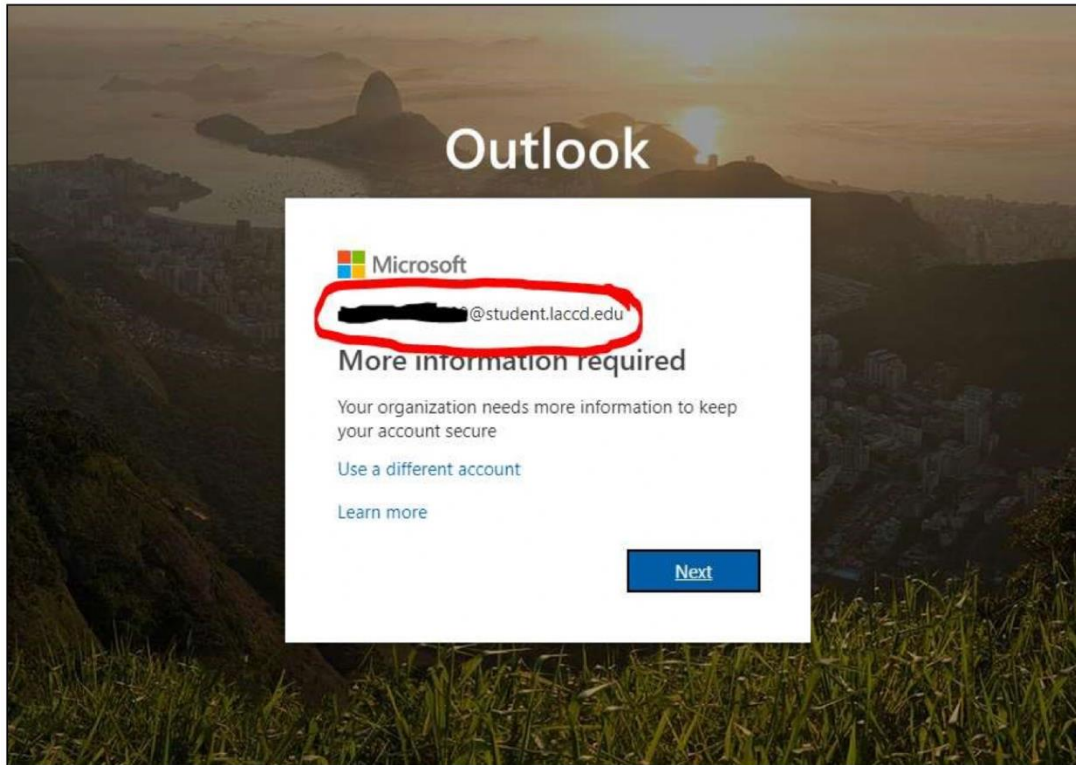 Outlook
Microsoft
@student.laccd.edu
More information required
Your organization needs more information to keep
your account secure
Use a different account
Learn more
Next